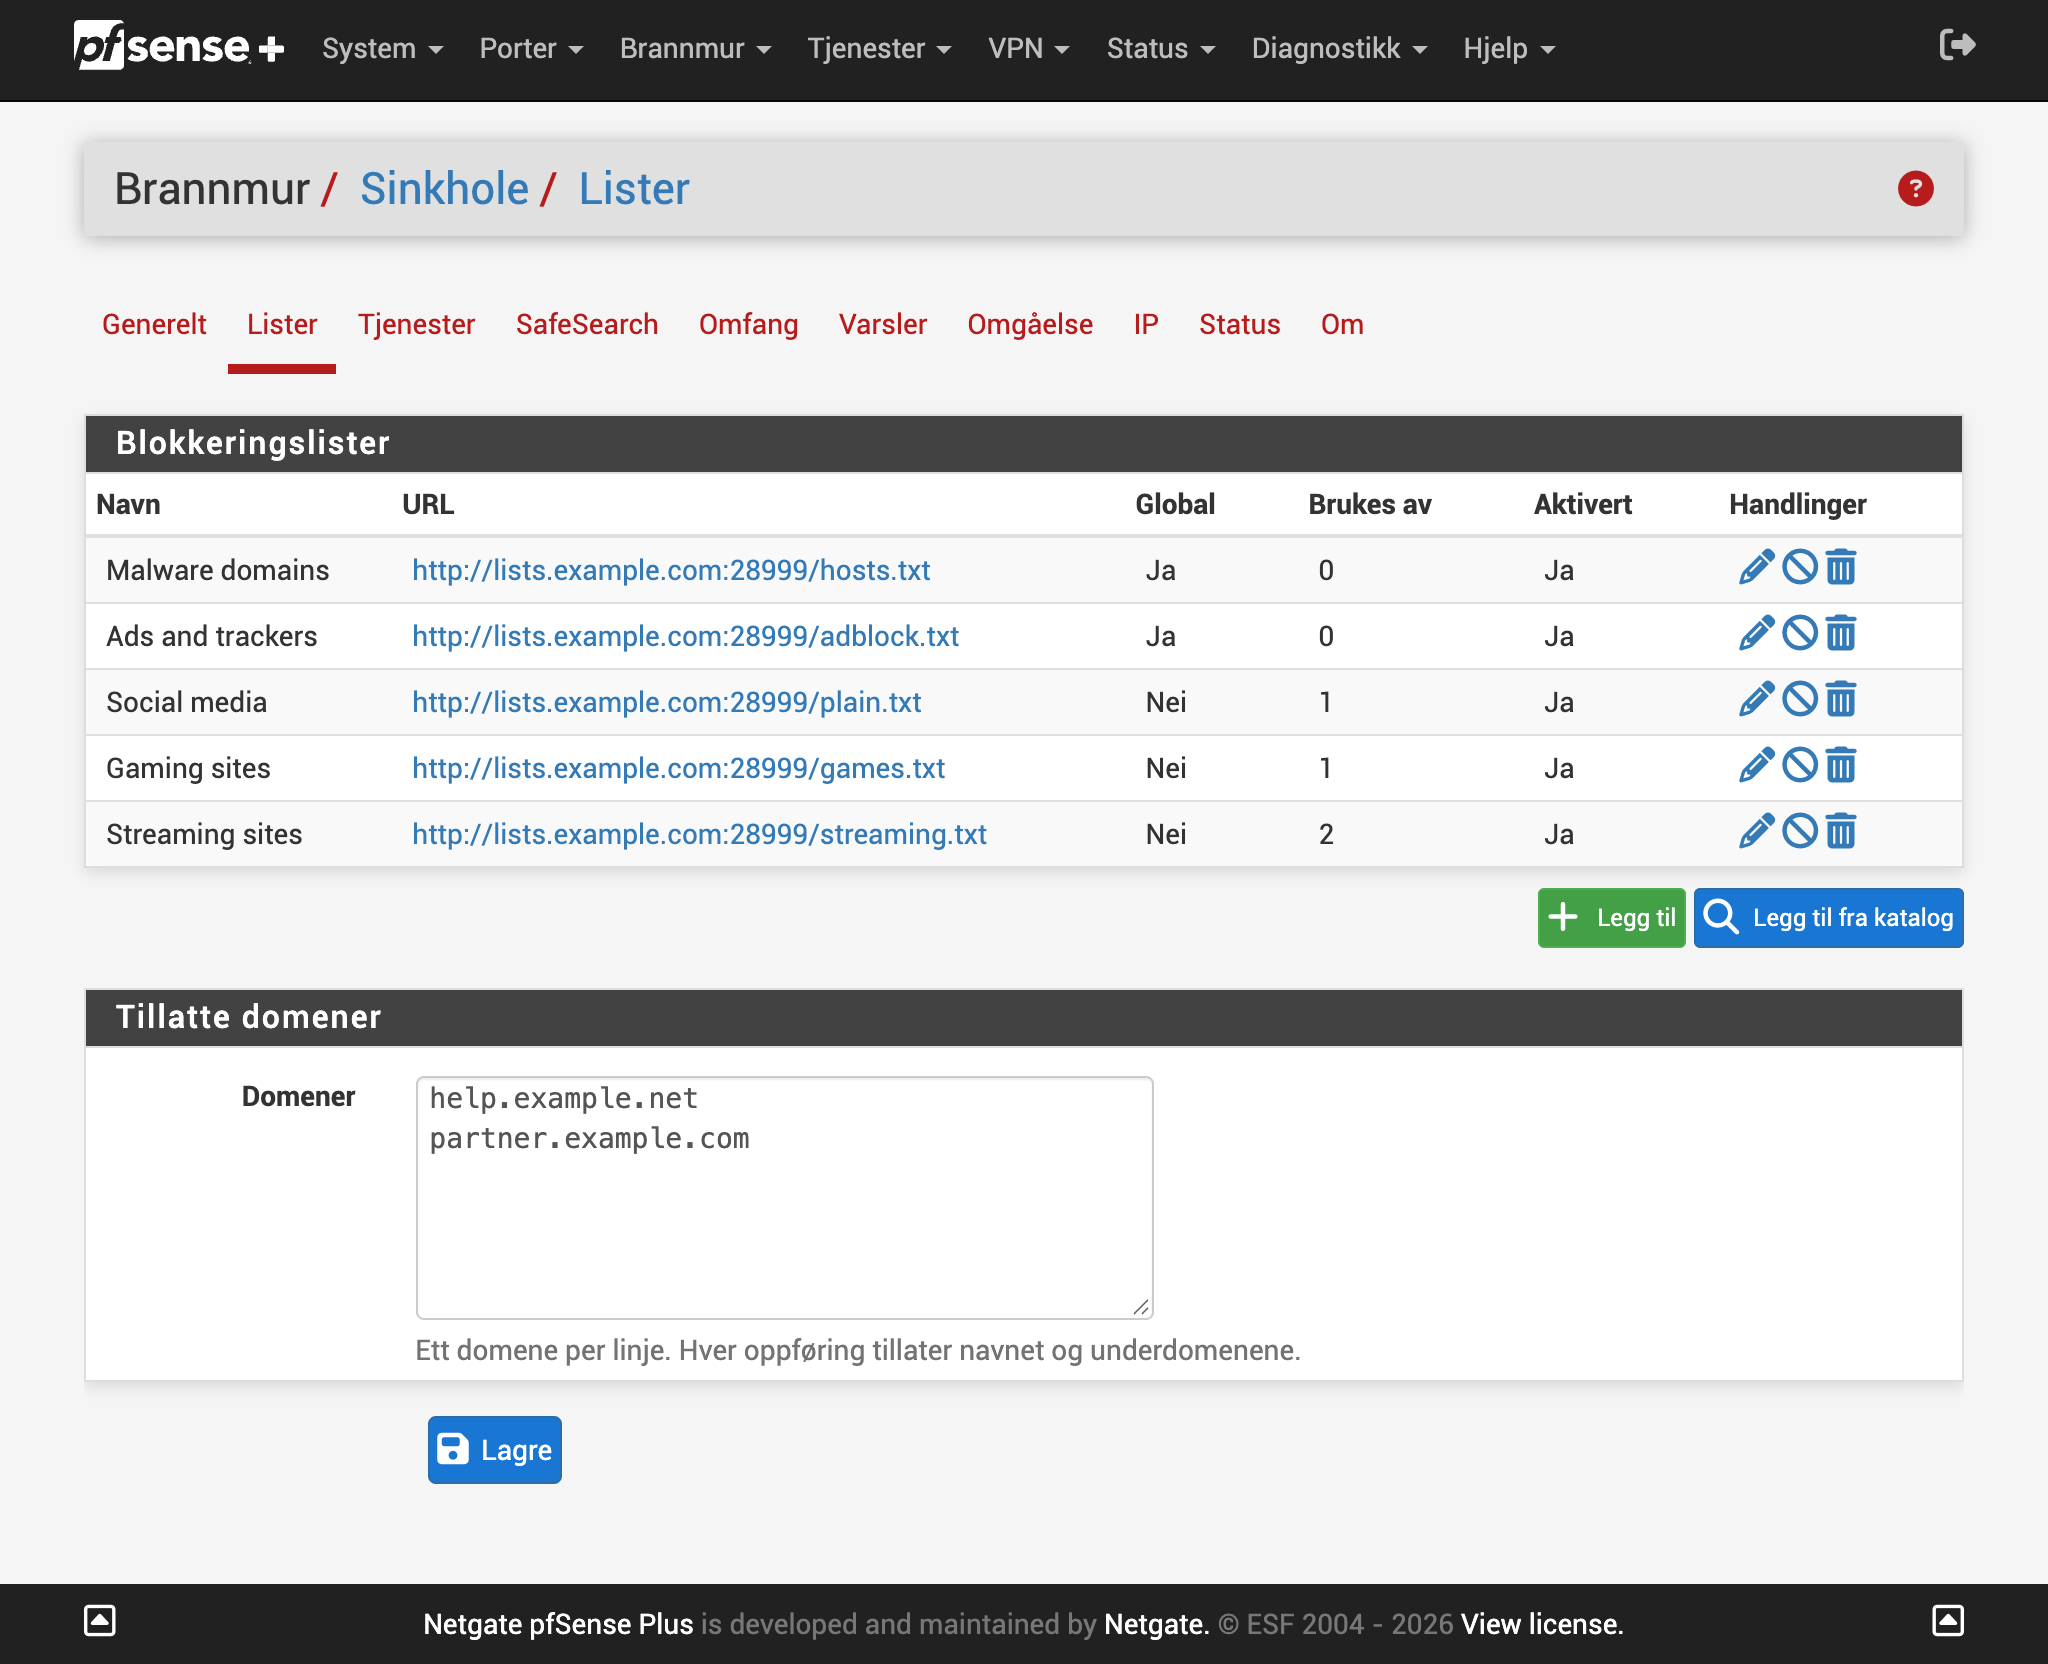 pfsense+ System Porter Brannmur Tjenester VPN Status Diagnostikk Hjelp
Brannmur / Sinkhole / Lister ?
Generelt Lister Tjenester SafeSearch Omfang Varsler Omgåelse IP Status Om
Blokkeringslister
Navn URL Global Brukes av Aktivert Handlinger
Malware domains http://lists.example.com:28999/hosts.txt Ja 0 Ja
Ads and trackers http://lists.example.com:28999/adblock.txt Ja 0 Ja
Social media http://lists.example.com:28999/plain.txt Nei 1 Ja
Gaming sites http://lists.example.com:28999/games.txt Nei 1 Ja
Streaming sites http://lists.example.com:28999/streaming.txt Nei 2 Ja
Legg til Legg til fra katalog
Tillatte domener
Domener help.example.net
partner.example.com
Ett domene per linje. Hver oppføring tillater navnet og underdomenene.
Lagre
Netgate pfSense Plus is developed and maintained by Netgate. © ESF 2004 - 2026 View license.